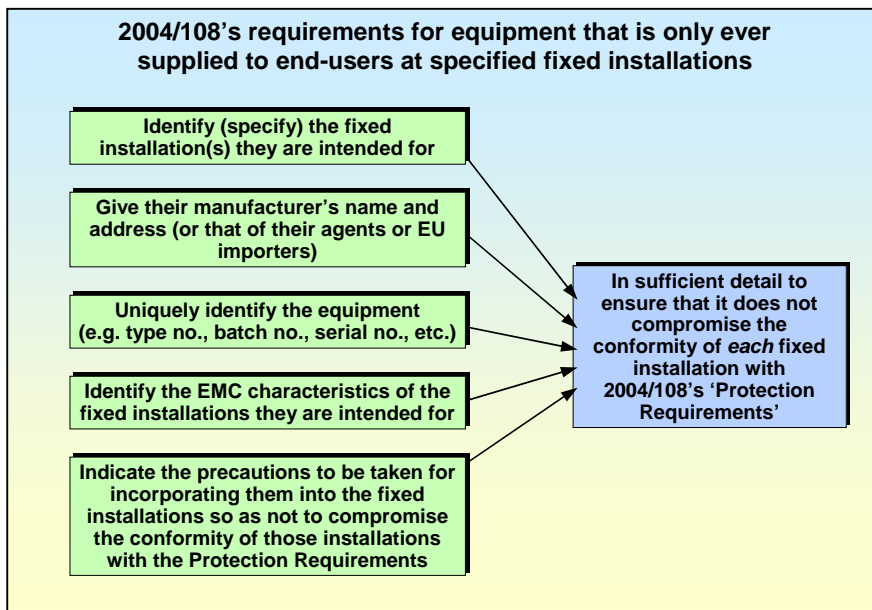 2004/108’s requirements for equipment that is only ever
supplied to end-users at specified fixed installations
Identify (specify) the fixed
installation(s) they are intended for
Give their manufacturer’s name and
address (or that of their agents or EU
importers)
Uniquely identify the equipment
(e.g. type no., batch no., serial no., etc.)
Identify the EMC characteristics of the
fixed installations they are intended for
Indicate the precautions to be taken for
incorporating them into the fixed
installations so as not to compromise
the conformity of those installations
with the Protection Requirements
In sufficient detail to
ensure that it does not
compromise the
conformity of each fixed
installation with
2004/108’s ‘Protection
Requirements’